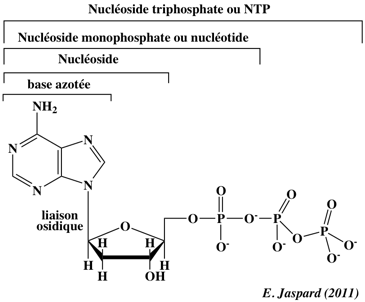 Nucléoside triphosphate ou NTP
Nucléoside monophosphate ou nucléotide
Nucléoside
base azotée
NH2
N
N
N
N
liaison
osidique
O
O
P
O
O-
O-
P
O
O-
O
P
O
O-
O-
H
H
H
H
H
OH
E. Jaspard (2011)